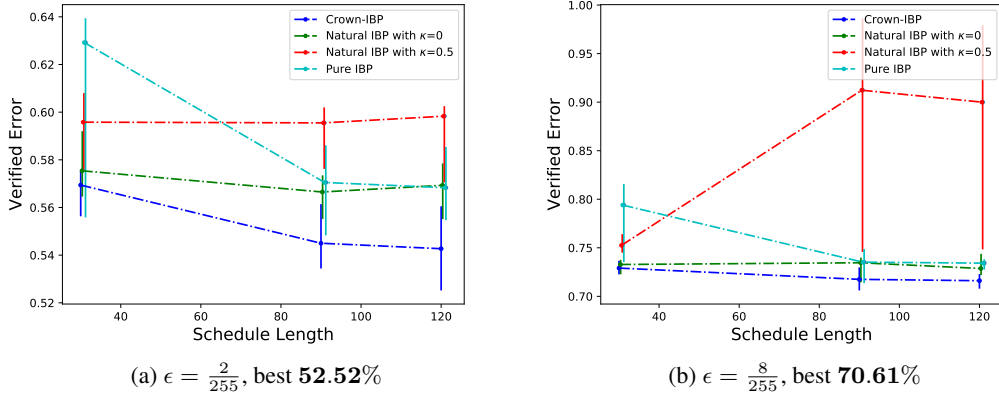 0.64
0.62
0.60
0.58
0.56
0.54
0.52
Verified Error
Crown-IBP
Natural IBP with κ=0
Natural IBP with κ=0.5
Pure IBP
40 60 80 100 120
Schedule Length
(a) ϵ = 2/255, best 52.52%
1.00
0.95
0.90
0.85
0.80
0.75
0.70
Verified Error
Crown-IBP
Natural IBP with κ=0
Natural IBP with κ=0.5
Pure IBP
40 60 80 100 120
Schedule Length
(b) ϵ = 8/255, best 70.61%